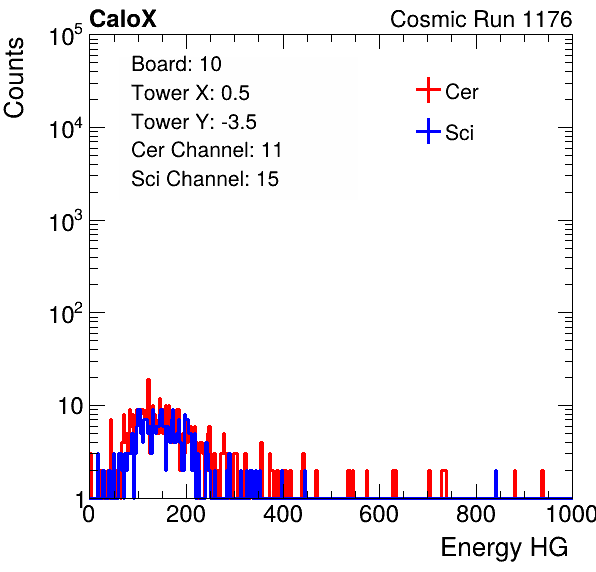 CaloX Cosmic Run 1176
Counts
10^5
10^4
10^3
10^2
10
1
Board: 10
Tower X: 0.5
Tower Y: -3.5
Cer Channel: 11
Sci Channel: 15
Cer
Sci
0 200 400 600 800 1000
Energy HG